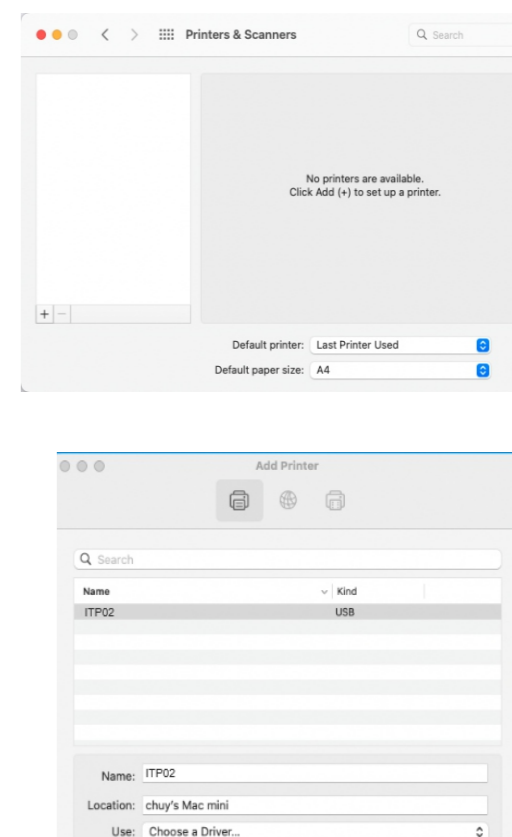 Printers & Scanners
Search
No printers are available.
Click Add (+) to set up a printer.
+ −
Default printer: Last Printer Used
Default paper size: A4
Add Printer
Search
Name Kind
ITP02 USB
Name: ITP02
Location: chuy's Mac mini
Use: Choose a Driver...